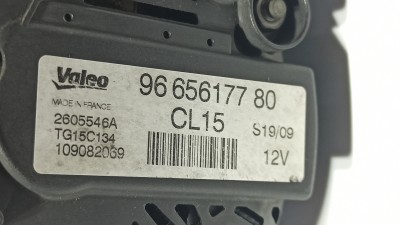 Valeo 96 656177 80
MADE IN FRANCE CL15 S19/09
2605546A
TG15C134
109082069 12V